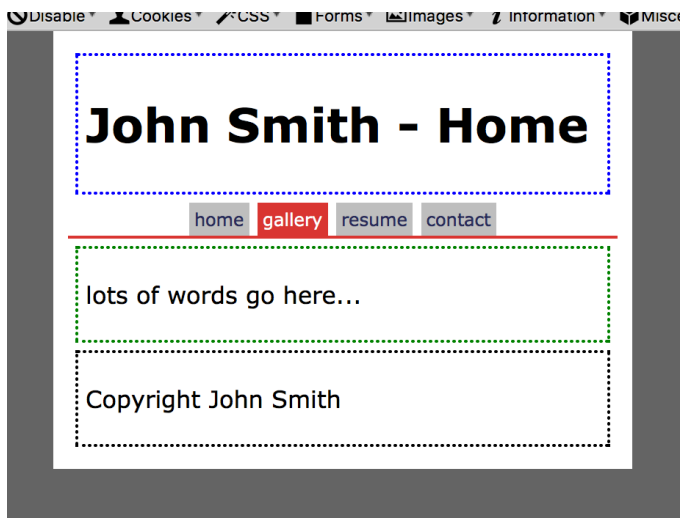 Disable Cookies CSS Forms Images Information
John Smith - Home
home gallery resume contact
lots of words go here...
Copyright John Smith